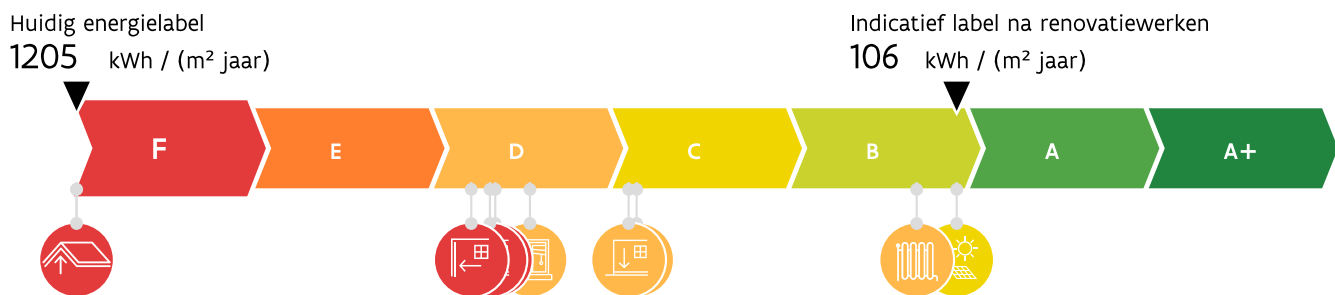 Huidig energielabel
1205 kWh / (m² jaar)
Indicatief label na renovatiewerken
106 kWh / (m² jaar)
F E D C B A A+